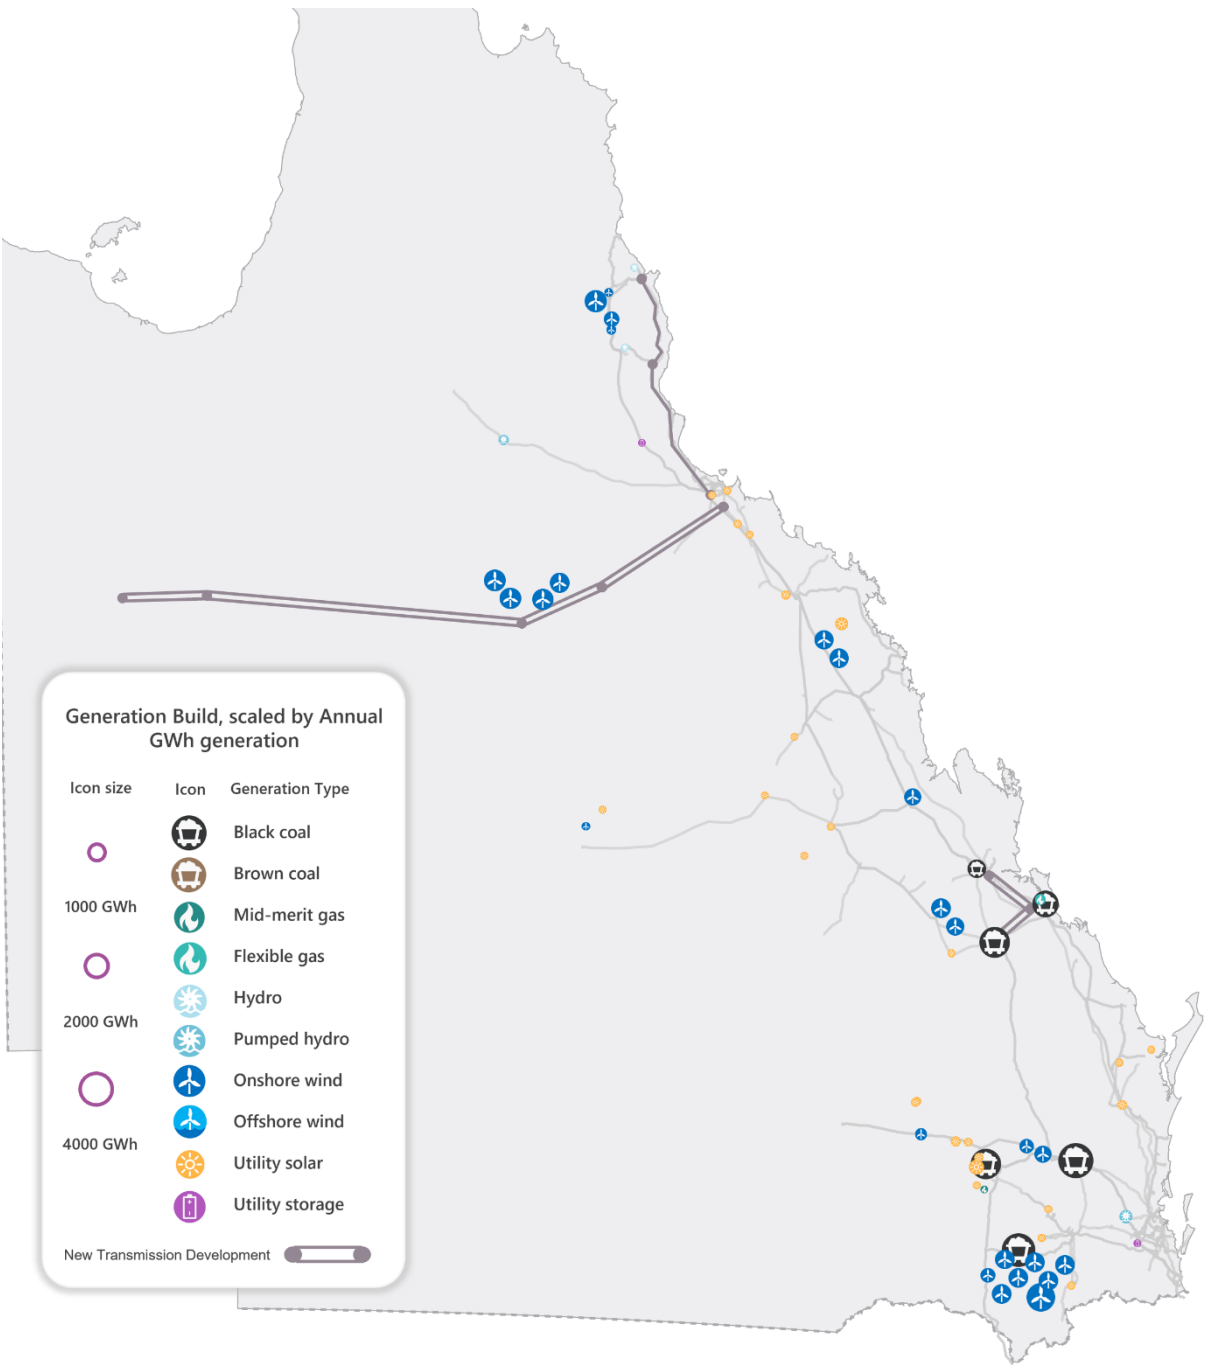 Generation Build, scaled by Annual
GWh generation
Icon size
Icon
Generation Type
Black coal
Brown coal
1000 GWh
Mid-merit gas
Flexible gas
Hydro
2000 GWh
Pumped hydro
Onshore wind
Offshore wind
4000 GWh
Utility solar
Utility storage
New Transmission Development